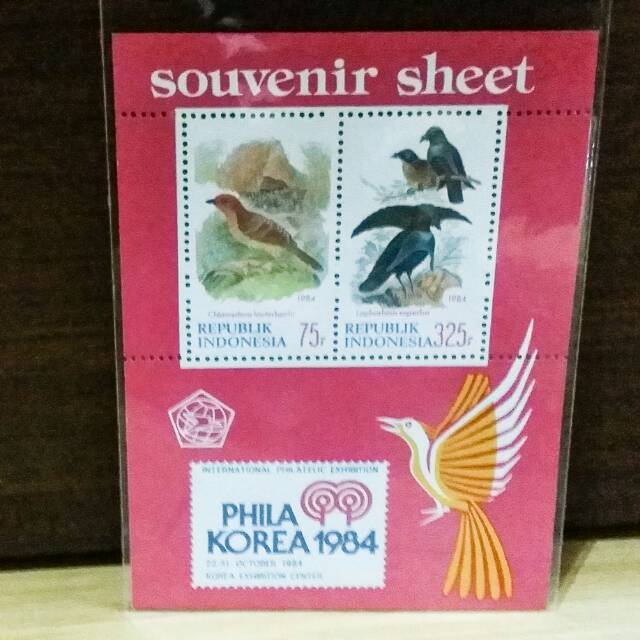 souvenir sheet
1984
1984
REPUBLIK
INDONESIA 75r
REPUBLIK
INDONESIA 325r
INTERNATIONAL PHILATELIC EXHIBITION
PHILA
KOREA 1984
22-31 OCTOBER 1984
KOREA EXHIBITION CENTER